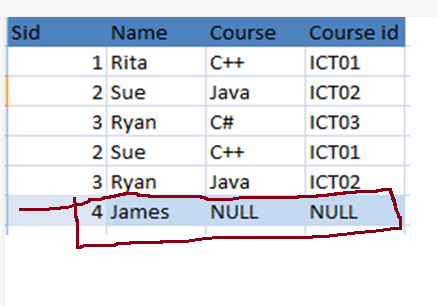 Sid Name Course Course id
1 Rita C++ ICT01
2 Sue Java ICT02
3 Ryan C# ICT03
2 Sue C++ ICT01
3 Ryan Java ICT02
4 James NULL NULL